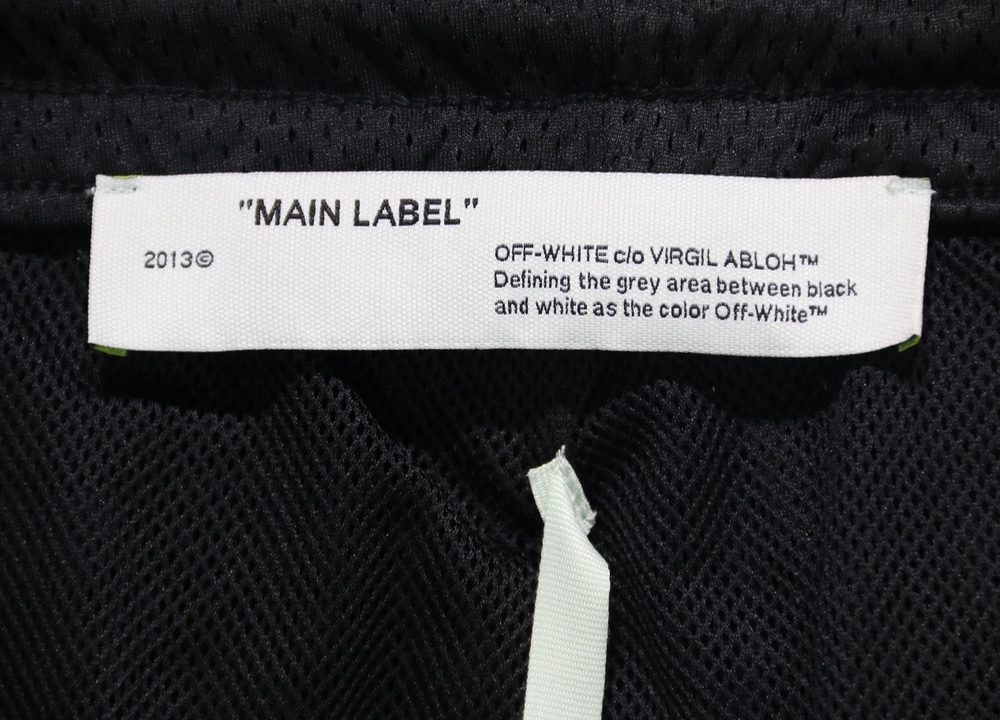 "MAIN LABEL"
2013©
OFF-WHITE c/o VIRGIL ABLOH™
Defining the grey area between black
and white as the color Off-White™